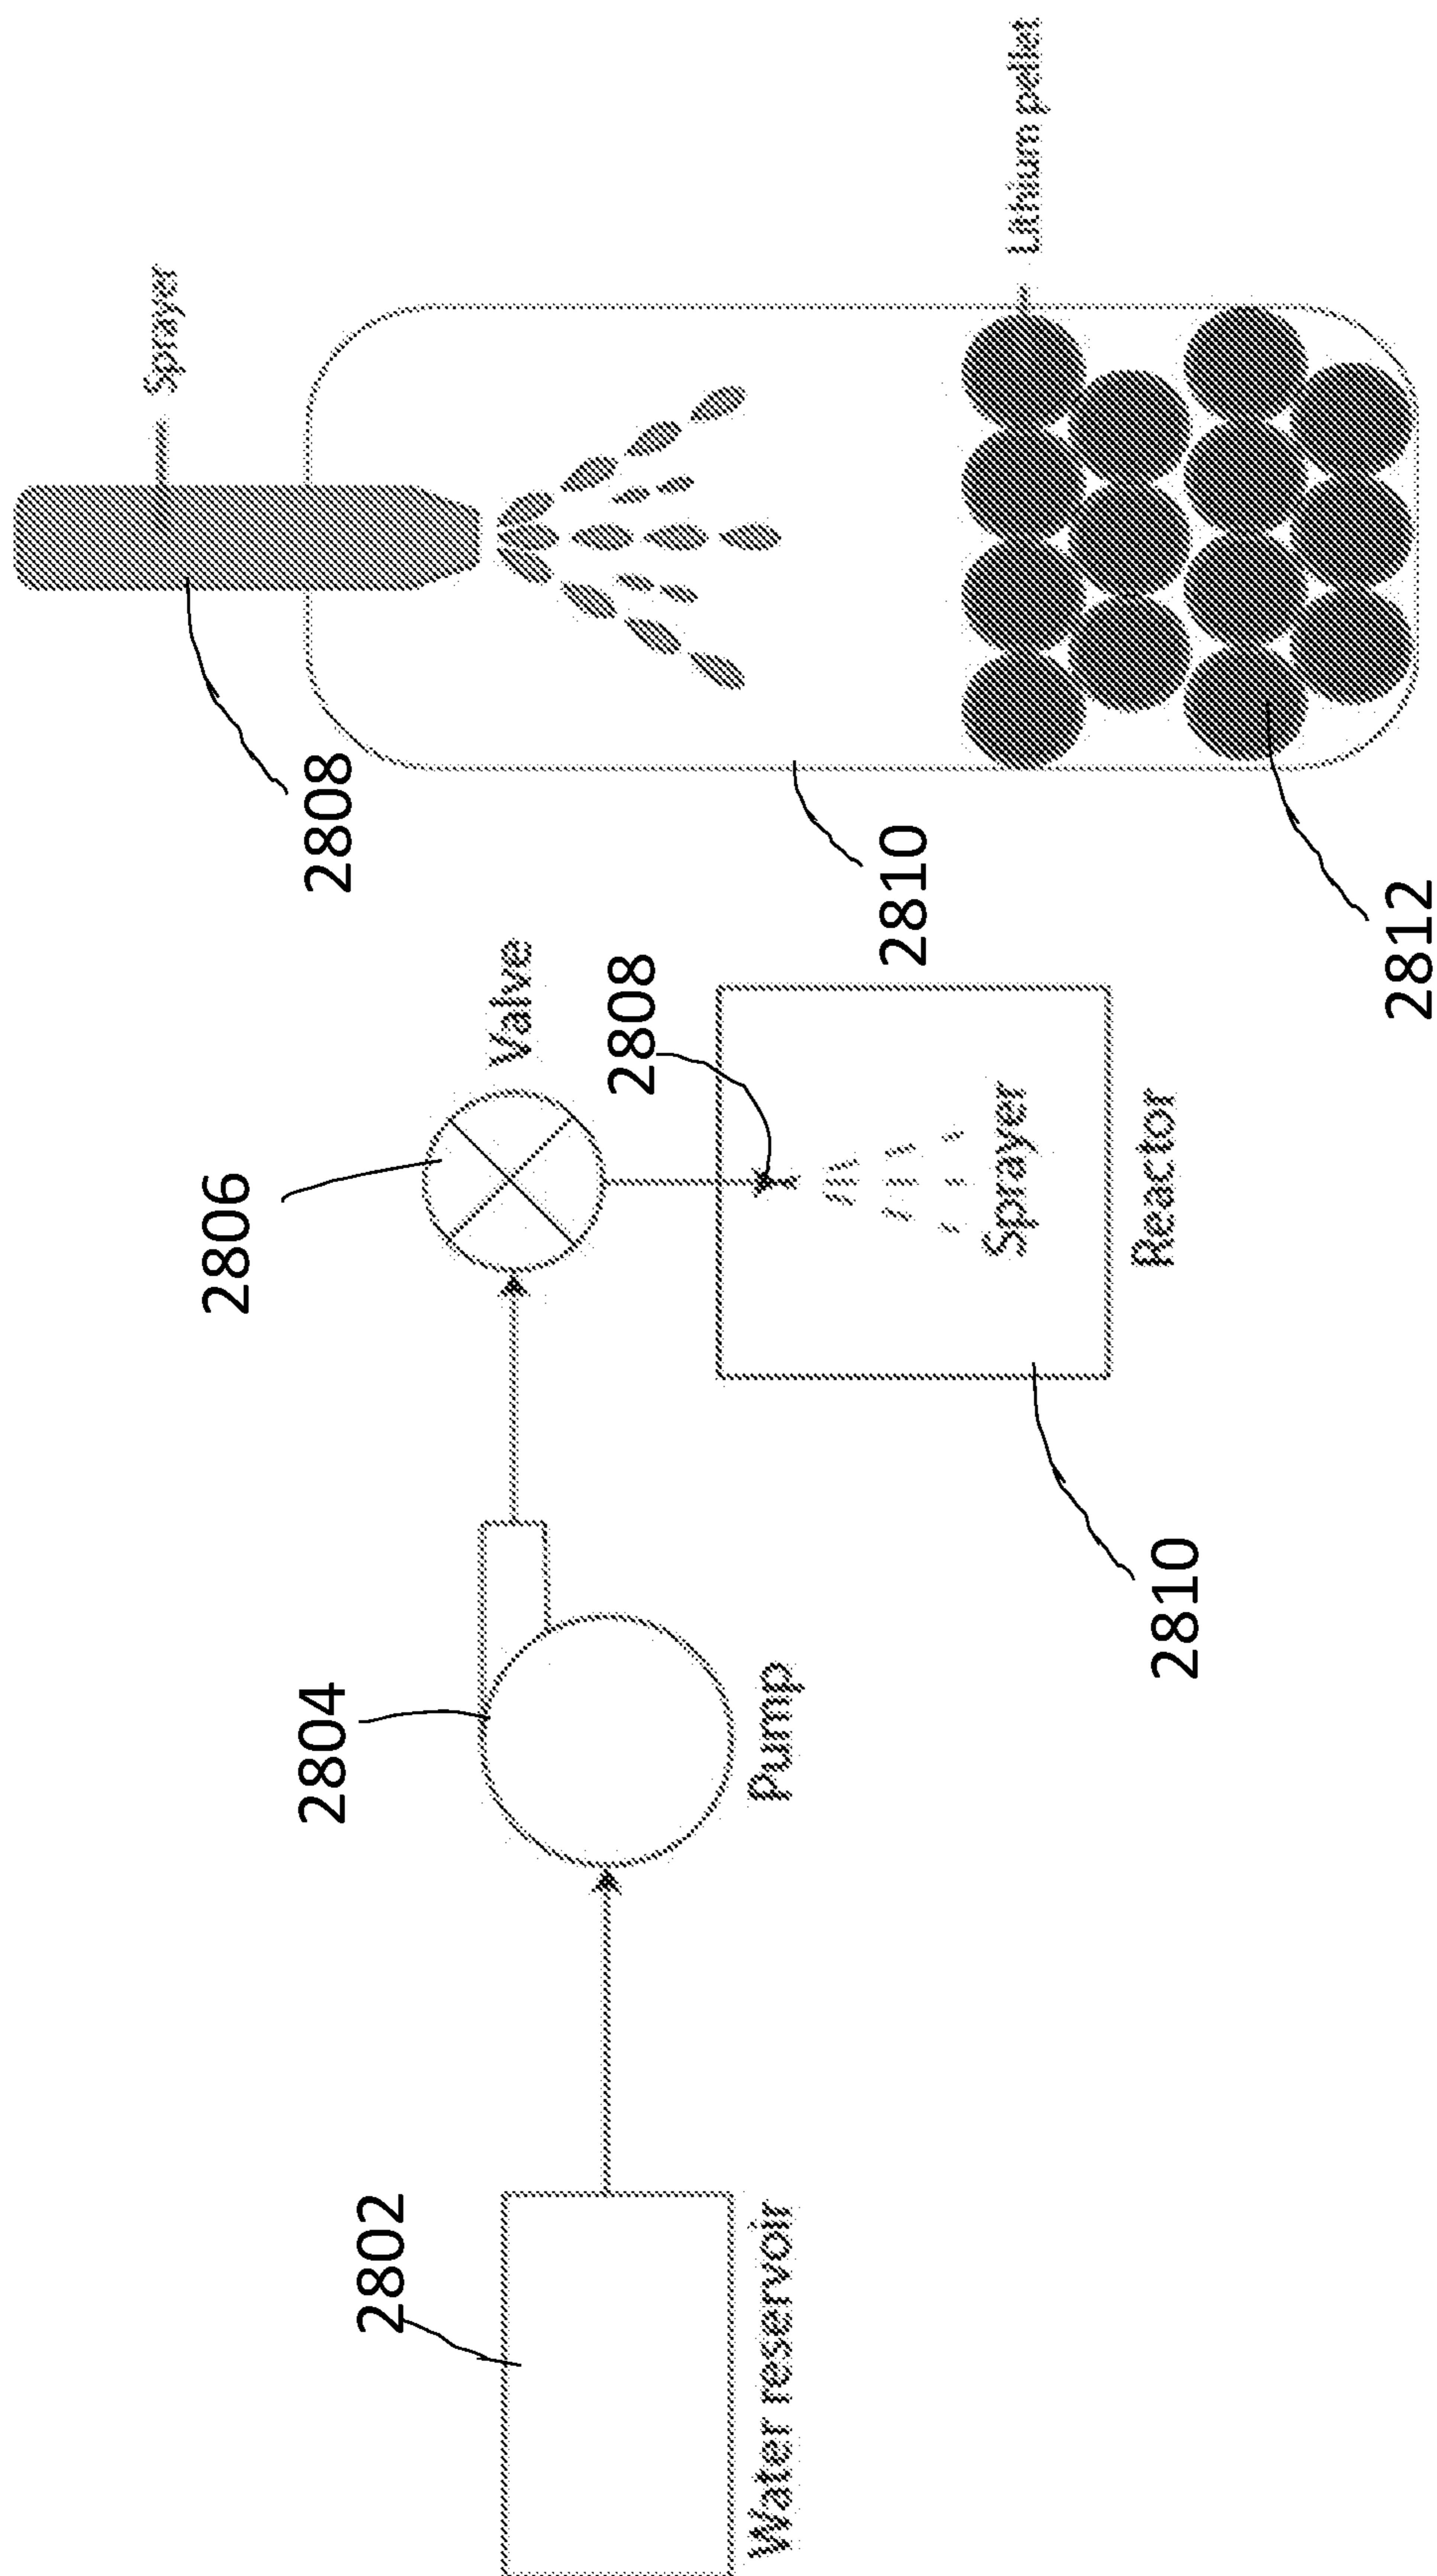 2802
Water reservoir
2804
Pump
2806
Valve
2808
Sprayer
Reactor
2810
2808
Sprayer
2810
Lithium pellet
2812